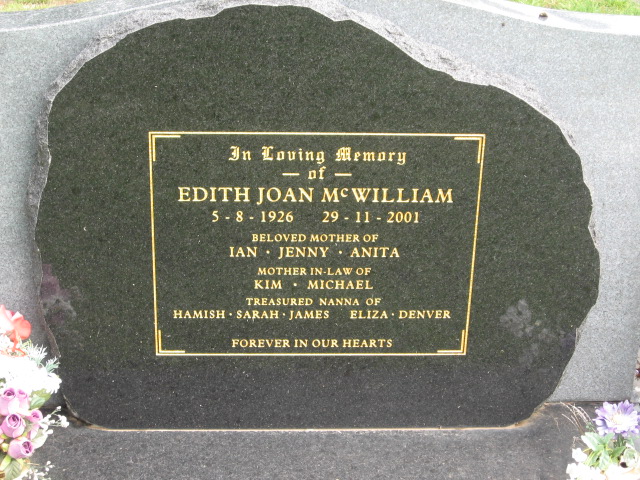 In Loving Memory
— of —
EDITH JOAN McWILLIAM
5 - 8 - 1926 29 - 11 - 2001
BELOVED MOTHER OF
IAN · JENNY · ANITA
MOTHER IN-LAW OF
KIM · MICHAEL
TREASURED NANNA OF
HAMISH · SARAH · JAMES ELIZA · DENVER
FOREVER IN OUR HEARTS